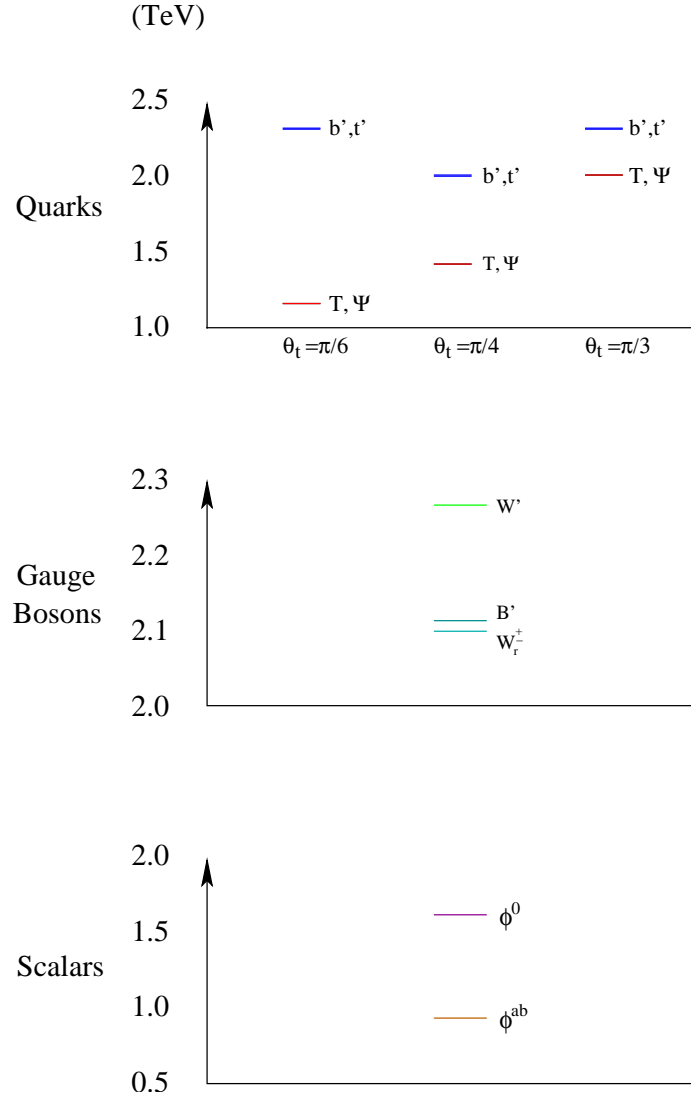 (TeV)
2.5
b’,t’ b’,t’
2.0 b’,t’ T, Ψ
Quarks
1.5 T, Ψ
T, Ψ
1.0
θt =π/6 θt =π/4 θt =π/3
2.3
W’
2.2
Gauge
Bosons
B’
2.1
Wr±
2.0
2.0
ϕ0
1.5
Scalars
1.0
ϕab
0.5